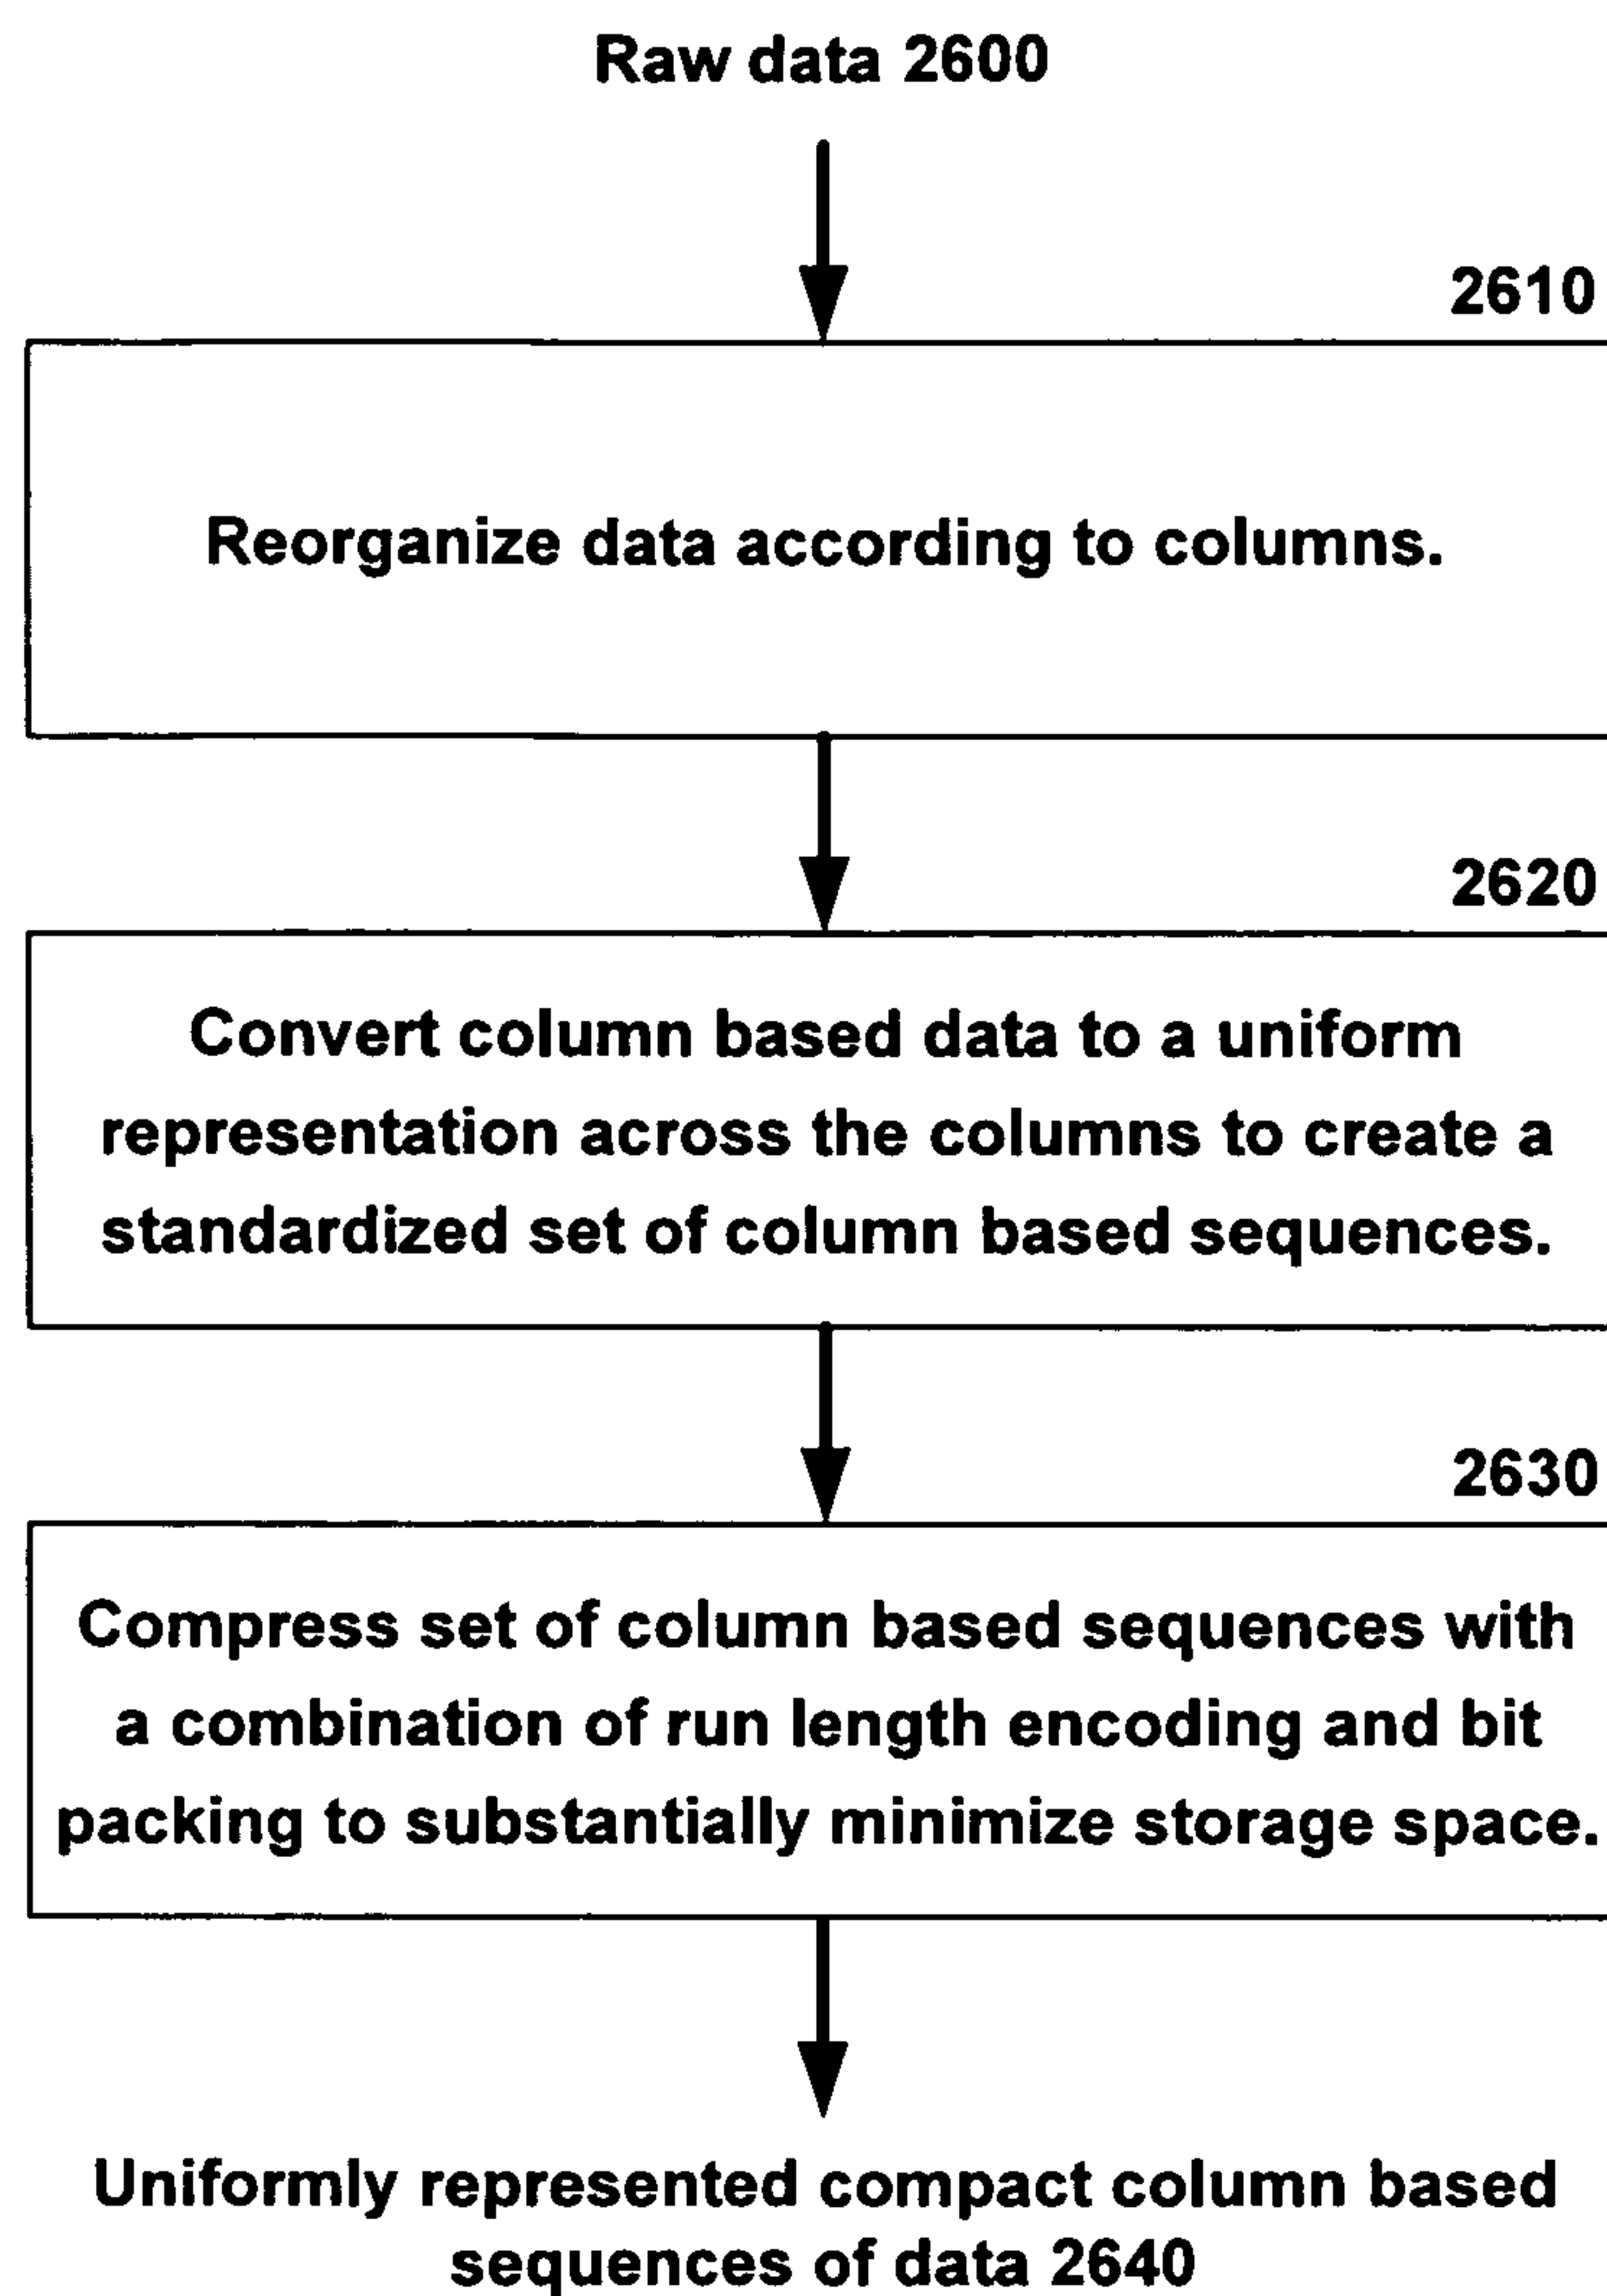 Raw data 2600
2610
Reorganize data according to columns.
2620
Convert column based data to a uniform
representation across the columns to create a
standardized set of column based sequences.
2630
Compress set of column based sequences with
a combination of run length encoding and bit
packing to substantially minimize storage space.
Uniformly represented compact column based
sequences of data 2640